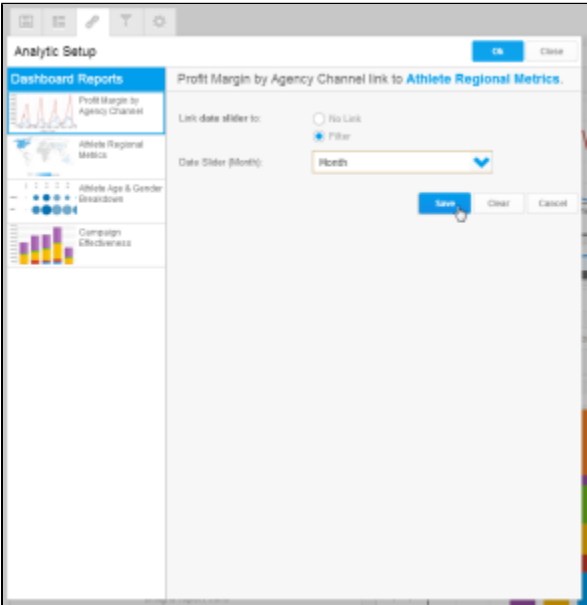 Analytic Setup
Ok
Close
Dashboard Reports
Profit Margin by
Agency Channel
Athlete Regional
Metrics
Athlete Age & Gender
Breakdown
Campaign
Effectiveness
Profit Margin by Agency Channel link to Athlete Regional Metrics.
Link date slider to:
No Link
Filter
Date Slider (Month):
Month
Save
Clear
Cancel